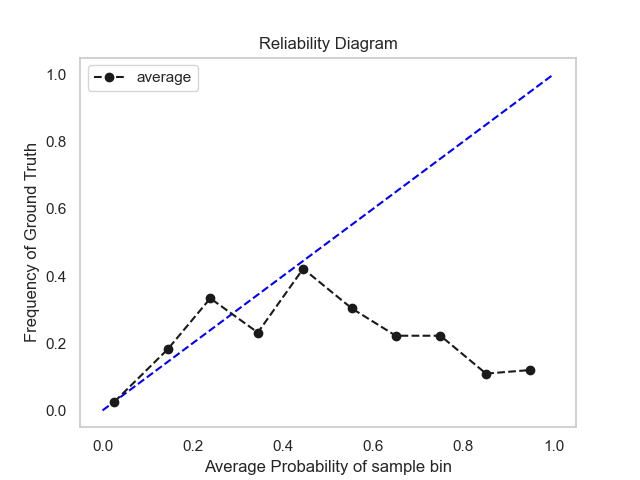 Reliability Diagram
average
Frequency of Ground Truth
1.0
0.8
0.6
0.4
0.2
0.0
0.0 0.2 0.4 0.6 0.8 1.0
Average Probability of sample bin